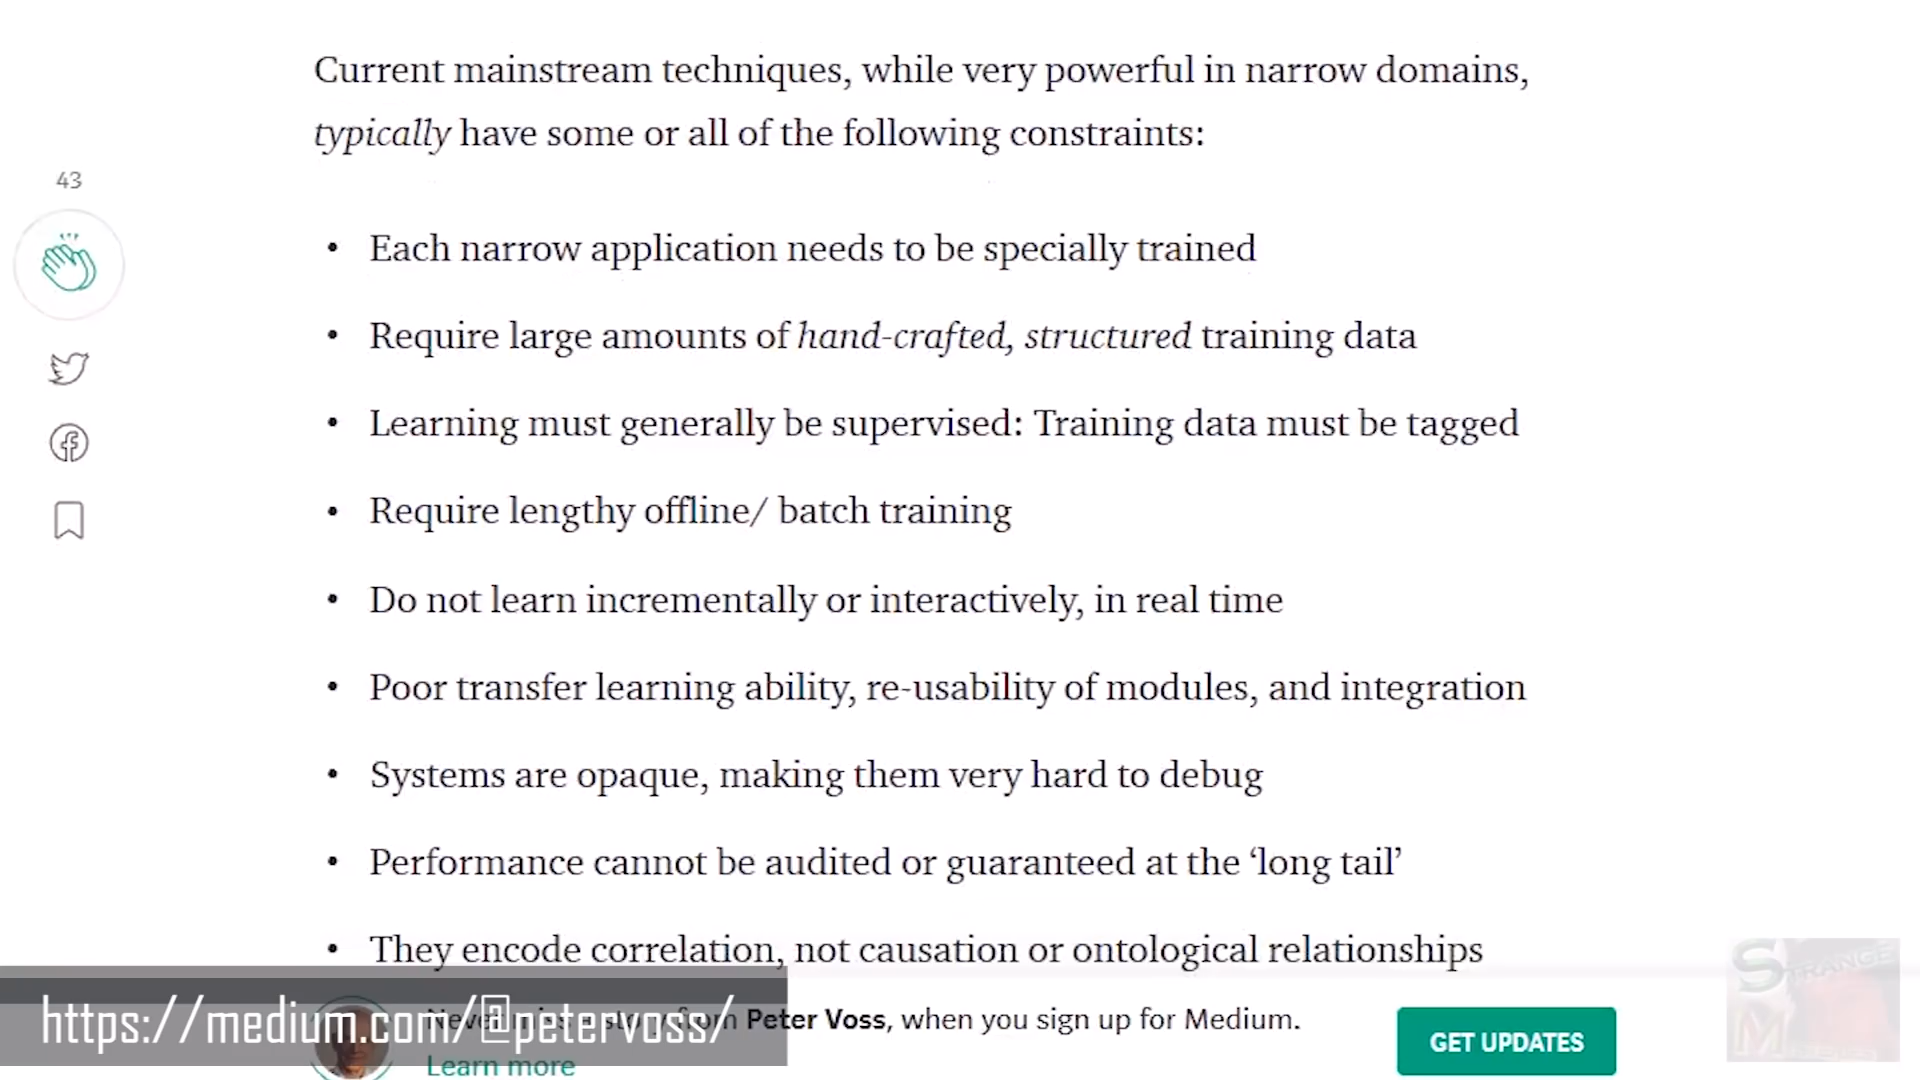 Current mainstream techniques, while very powerful in narrow domains,
typically have some or all of the following constraints:
43
• Each narrow application needs to be specially trained
• Require large amounts of hand-crafted, structured training data
• Learning must generally be supervised: Training data must be tagged
• Require lengthy offline/ batch training
• Do not learn incrementally or interactively, in real time
• Poor transfer learning ability, re-usability of modules, and integration
• Systems are opaque, making them very hard to debug
• Performance cannot be audited or guaranteed at the ‘long tail’
• They encode correlation, not causation or ontological relationships
https://medium.com/@petervoss/
Never miss a story from Peter Voss, when you sign up for Medium.
Learn more
GET UPDATES
STRANGE